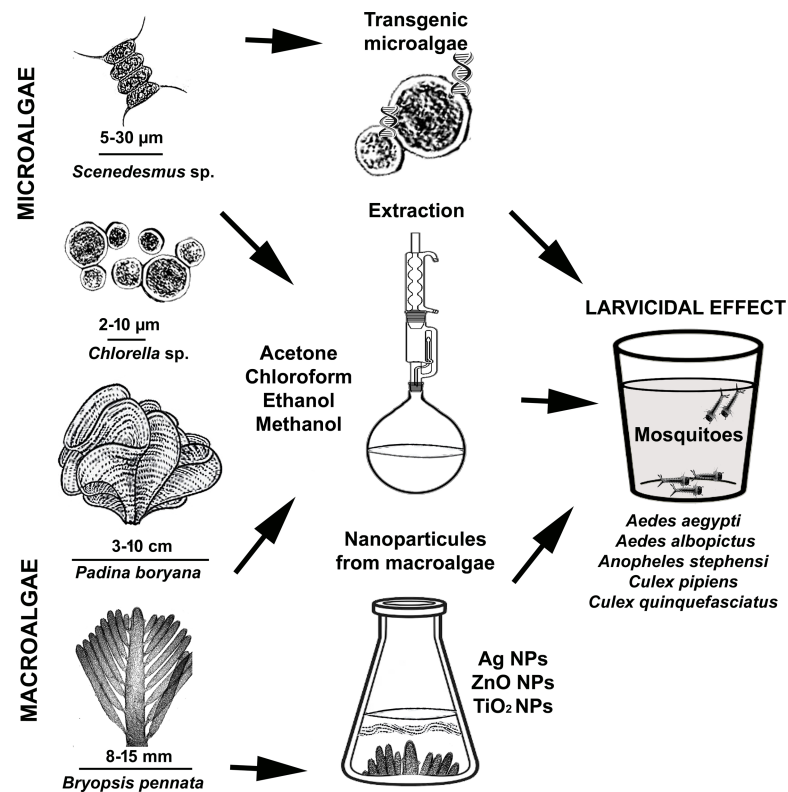 MICROALGAE
5-30 µm
Scenedesmus sp.
2-10 µm
Chlorella sp.
MACROALGAE
3-10 cm
Padina boryana
8-15 mm
Bryopsis pennata
Transgenic
microalgae
Extraction
Acetone
Chloroform
Ethanol
Methanol
Nanoparticules
from macroalgae
Ag NPs
ZnO NPs
TiO₂ NPs
LARVICIDAL EFFECT
Mosquitoes
Aedes aegypti
Aedes albopictus
Anopheles stephensi
Culex pipiens
Culex quinquefasciatus